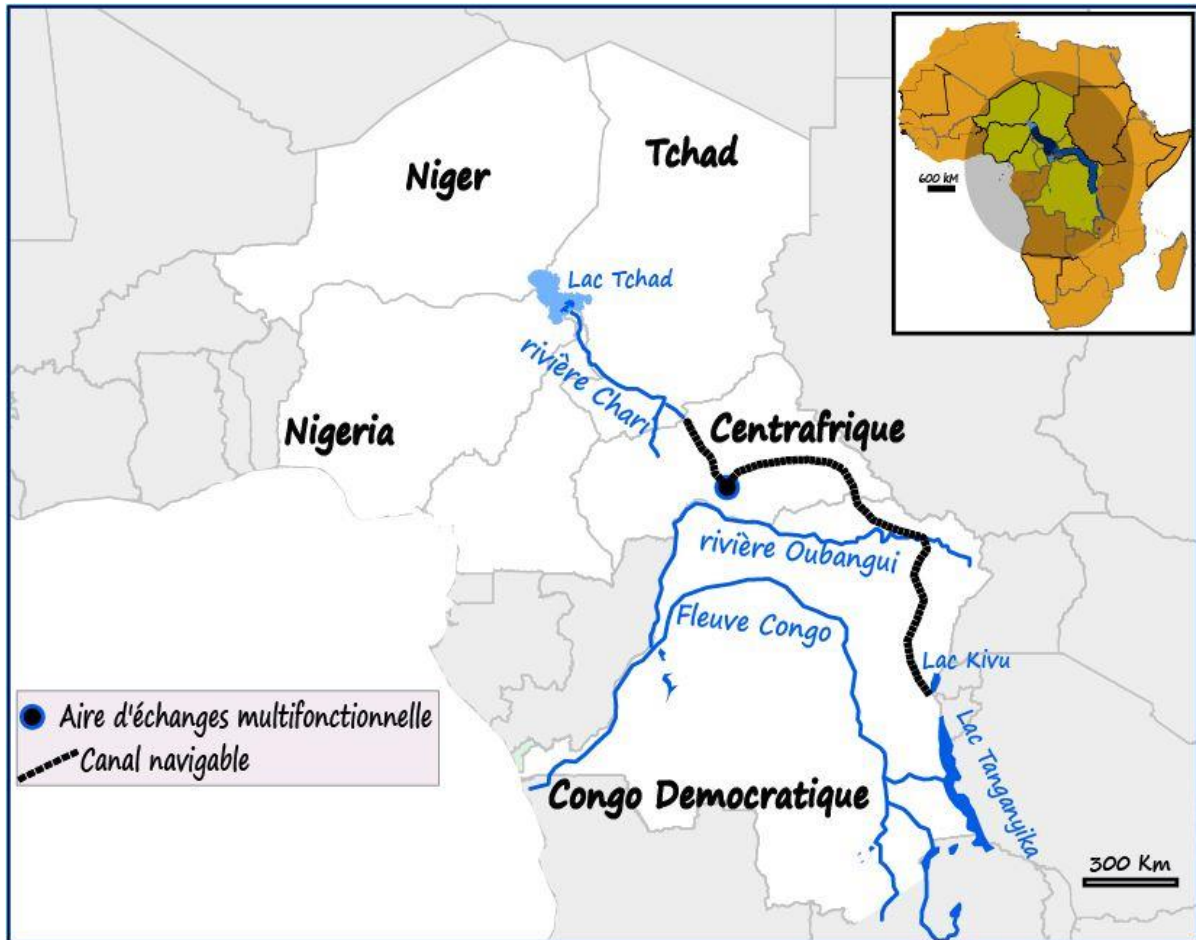 600 KM
Niger
Tchad
Lac Tchad
rivière Chari
Nigeria
Centrafrique
rivière Oubangui
Fleuve Congo
Lac Kivu
Aire d'échanges multifonctionnelle
Canal navigable
Lac Tanganyika
Congo Democratique
300 Km